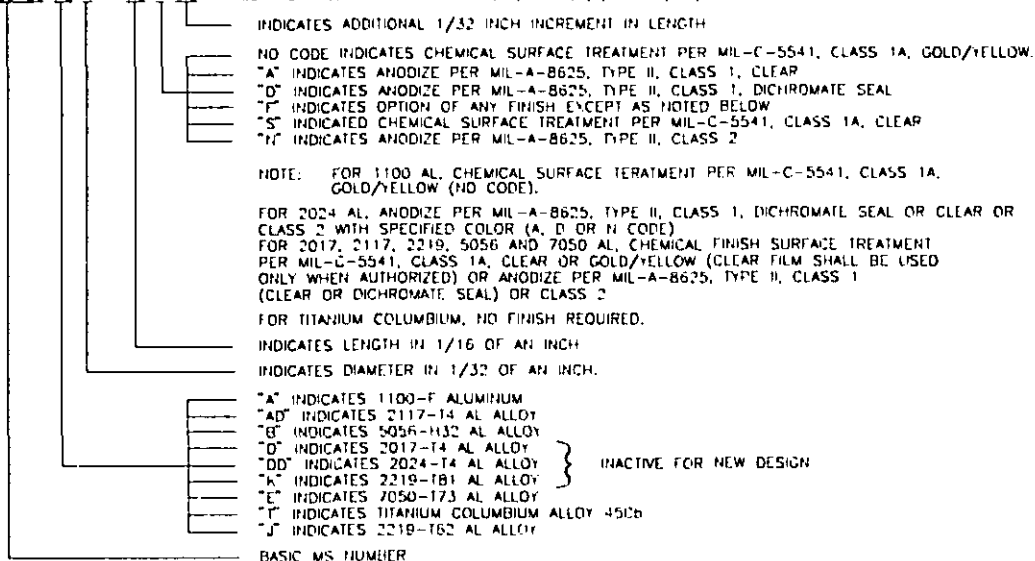 INDICATES ADDITIONAL 1/32 INCH INCREMENT IN LENGTH
NO CODE INDICATES CHEMICAL SURFACE TREATMENT PER MIL-C-5541, CLASS 1A, GOLD/YELLOW.
"A" INDICATES ANODIZE PER MIL-A-8625, TYPE II, CLASS 1, CLEAR
"D" INDICATES ANODIZE PER MIL-A-8625, TYPE II, CLASS 1, DICHROMATE SEAL
"F" INDICATES OPTION OF ANY FINISH EXCEPT AS NOTED BELOW
"S" INDICATED CHEMICAL SURFACE TREATMENT PER MIL-C-5541, CLASS 1A, CLEAR
"N" INDICATES ANODIZE PER MIL-A-8625, TYPE II, CLASS 2
NOTE: FOR 1100 AL, CHEMICAL SURFACE TERATMENT PER MIL-C-5541, CLASS 1A,
GOLD/YELLOW (NO CODE).
FOR 2024 AL, ANODIZE PER MIL-A-8625, TYPE II, CLASS 1, DICHROMATE SEAL OR CLEAR OR
CLASS 2 WITH SPECIFIED COLOR (A, D OR N CODE)
FOR 2017, 2117, 2219, 5056 AND 7050 AL, CHEMICAL FINISH SURFACE TREATMENT
PER MIL-C-5541, CLASS 1A, CLEAR OR GOLD/YELLOW (CLEAR FILM SHALL BE USED
ONLY WHEN AUTHORIZED) OR ANODIZE PER MIL-A-8625, TYPE II, CLASS 1
(CLEAR OR DICHROMATE SEAL) OR CLASS 2
FOR TITANIUM COLUMBIUM, NO FINISH REQUIRED.
INDICATES LENGTH IN 1/16 OF AN INCH
INDICATES DIAMETER IN 1/32 OF AN INCH.
"A" INDICATES 1100-F ALUMINUM
"AD" INDICATES 2117-T4 AL ALLOY
"B" INDICATES 5056-H32 AL ALLOY
"D" INDICATES 2017-T4 AL ALLOY
"DD" INDICATES 2024-T4 AL ALLOY } INACTIVE FOR NEW DESIGN
"K" INDICATES 2219-T81 AL ALLOY
"E" INDICATES 7050-T73 AL ALLOY
"T" INDICATES TITANIUM COLUMBIUM ALLOY 45Cb
"J" INDICATES 2219-T62 AL ALLOY
BASIC MS NUMBER